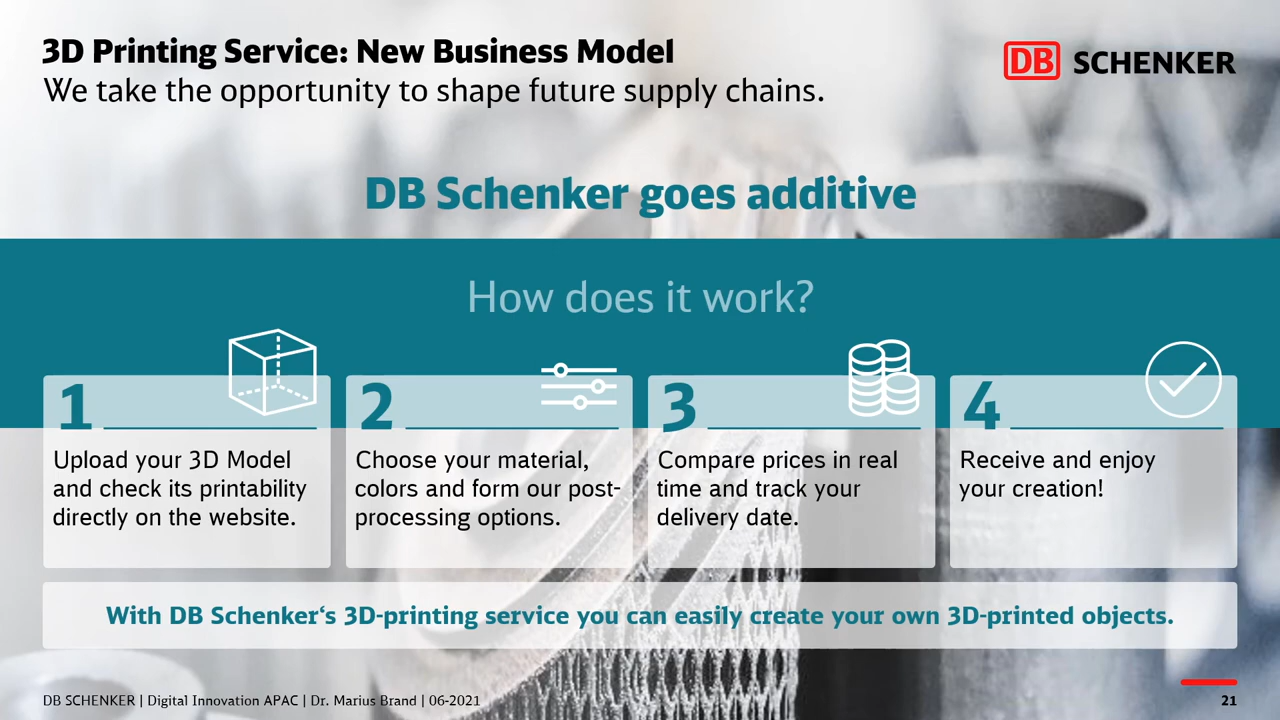 3D Printing Service: New Business Model
We take the opportunity to shape future supply chains.
DB SCHENKER
DB Schenker goes additive
How does it work?
1
Upload your 3D Model
and check its printability
directly on the website.
2
Choose your material,
colors and form our post-
processing options.
3
Compare prices in real
time and track your
delivery date.
4
Receive and enjoy
your creation!
With DB Schenker‘s 3D-printing service you can easily create your own 3D-printed objects.
DB SCHENKER | Digital Innovation APAC | Dr. Marius Brand | 06-2021
21